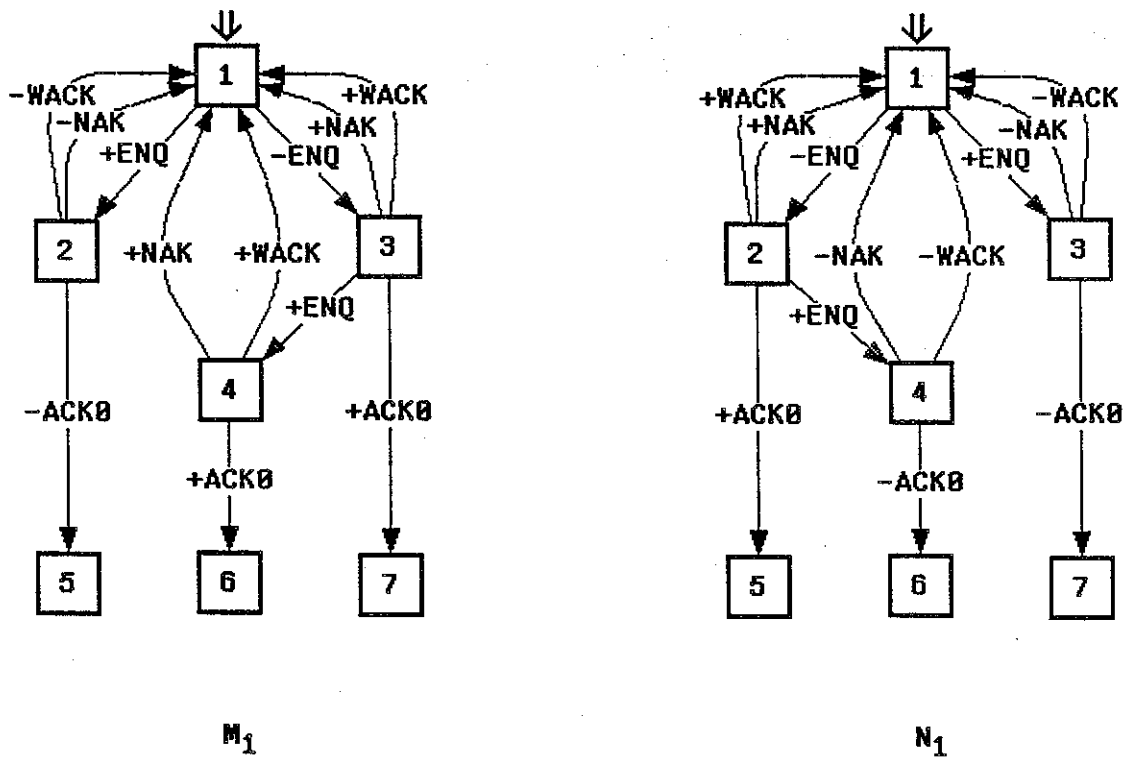 1 1
-WACK +WACK +WACK -WACK
-NAK +NAK +NAK -NAK
+ENQ -ENQ -ENQ +ENQ
2 +NAK +WACK 3 2 -NAK -WACK 3
+ENQ +ENQ
4 4
-ACK0 +ACK0 +ACK0 -ACK0
+ACK0 -ACK0
5 6 7 5 6 7
M1 N1